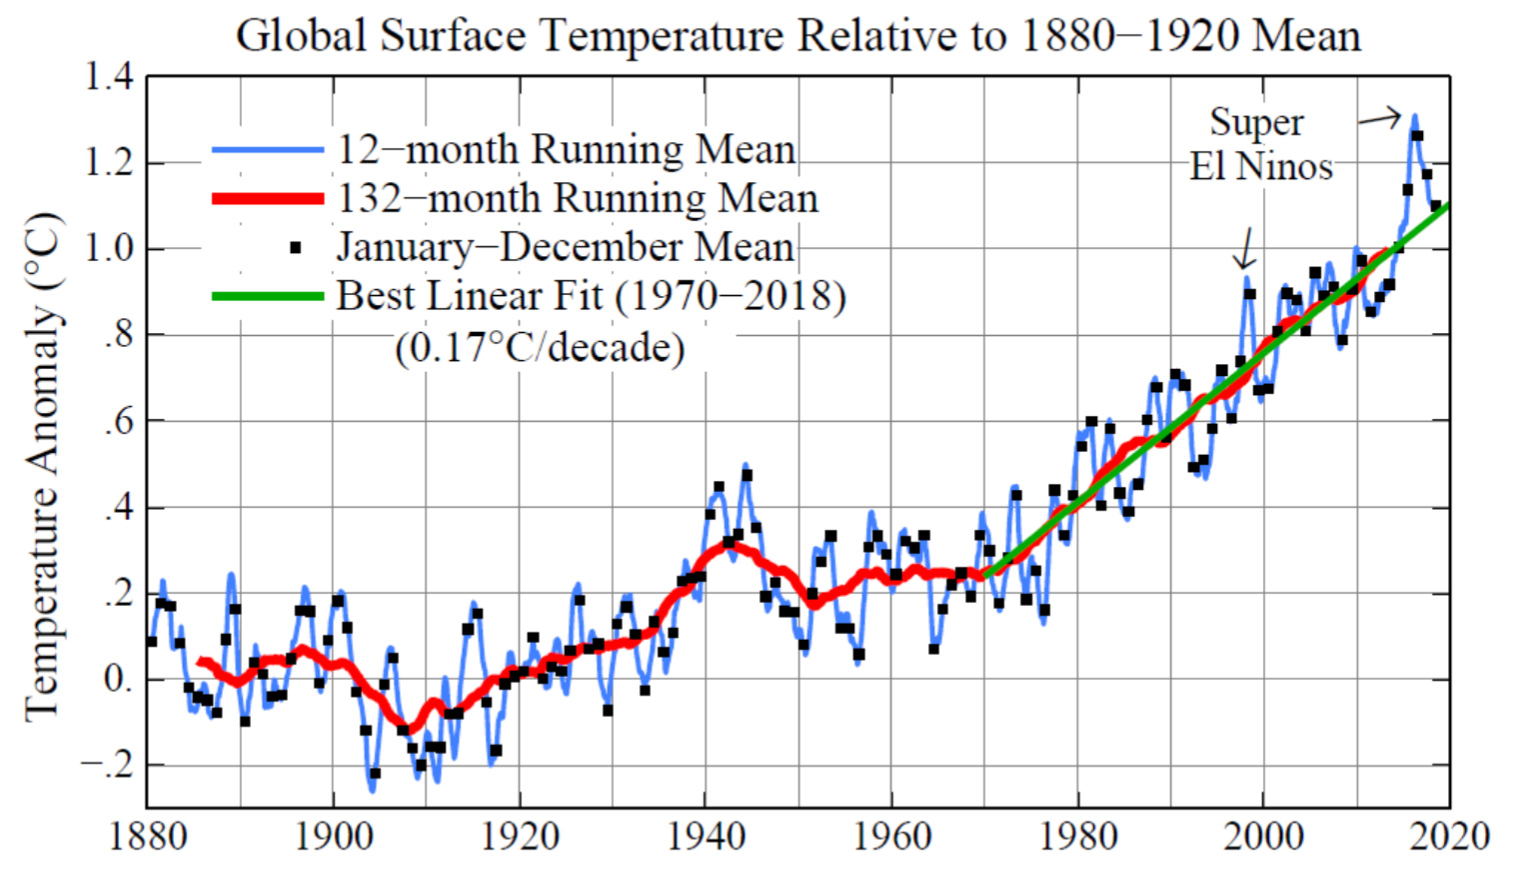 Global Surface Temperature Relative to 1880−1920 Mean
1.4
1.2
1.0
.8
.6
.4
.2
0.
−.2
Temperature Anomaly (°C)
12−month Running Mean
132−month Running Mean
January−December Mean
Best Linear Fit (1970−2018)
(0.17°C/decade)
Super
El Ninos
1880 1900 1920 1940 1960 1980 2000 2020